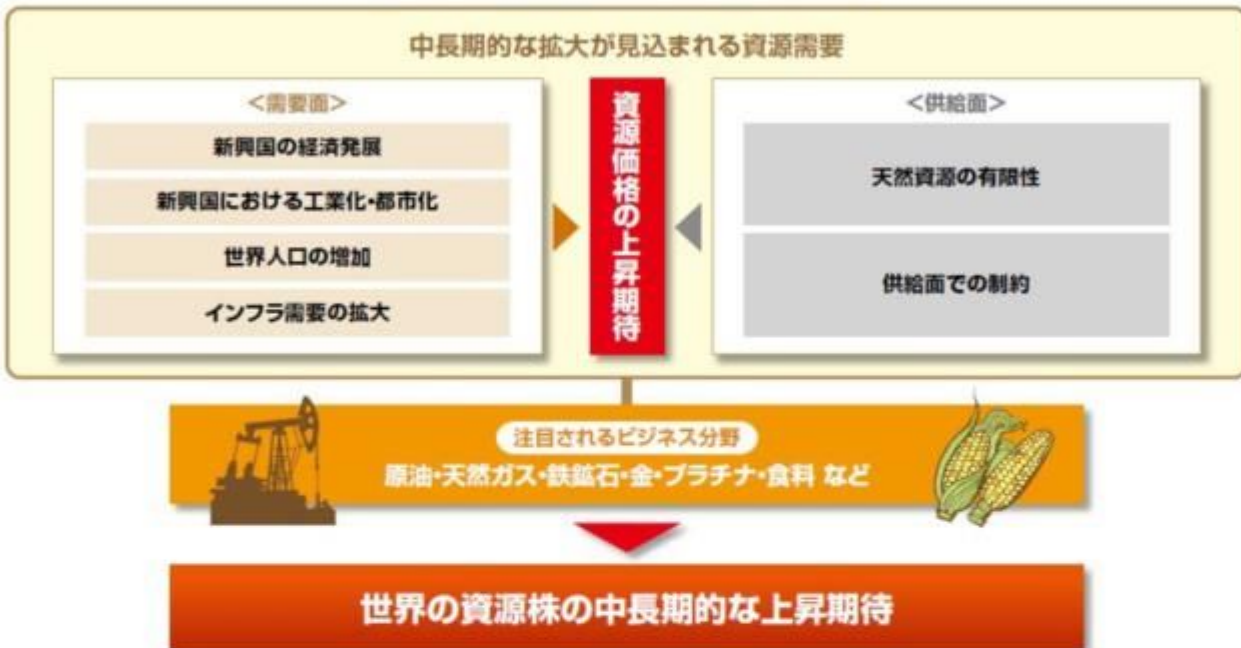 中長期的な拡大が見込まれる資源需要
<需要面>
新興国の経済発展
新興国における工業化・都市化
世界人口の増加
インフラ需要の拡大
資源価格の上昇期待
<供給面>
天然資源の有限性
供給面での制約
注目されるビジネス分野
原油・天然ガス・鉄鉱石・金・プラチナ・食料 など
世界の資源株の中長期的な上昇期待